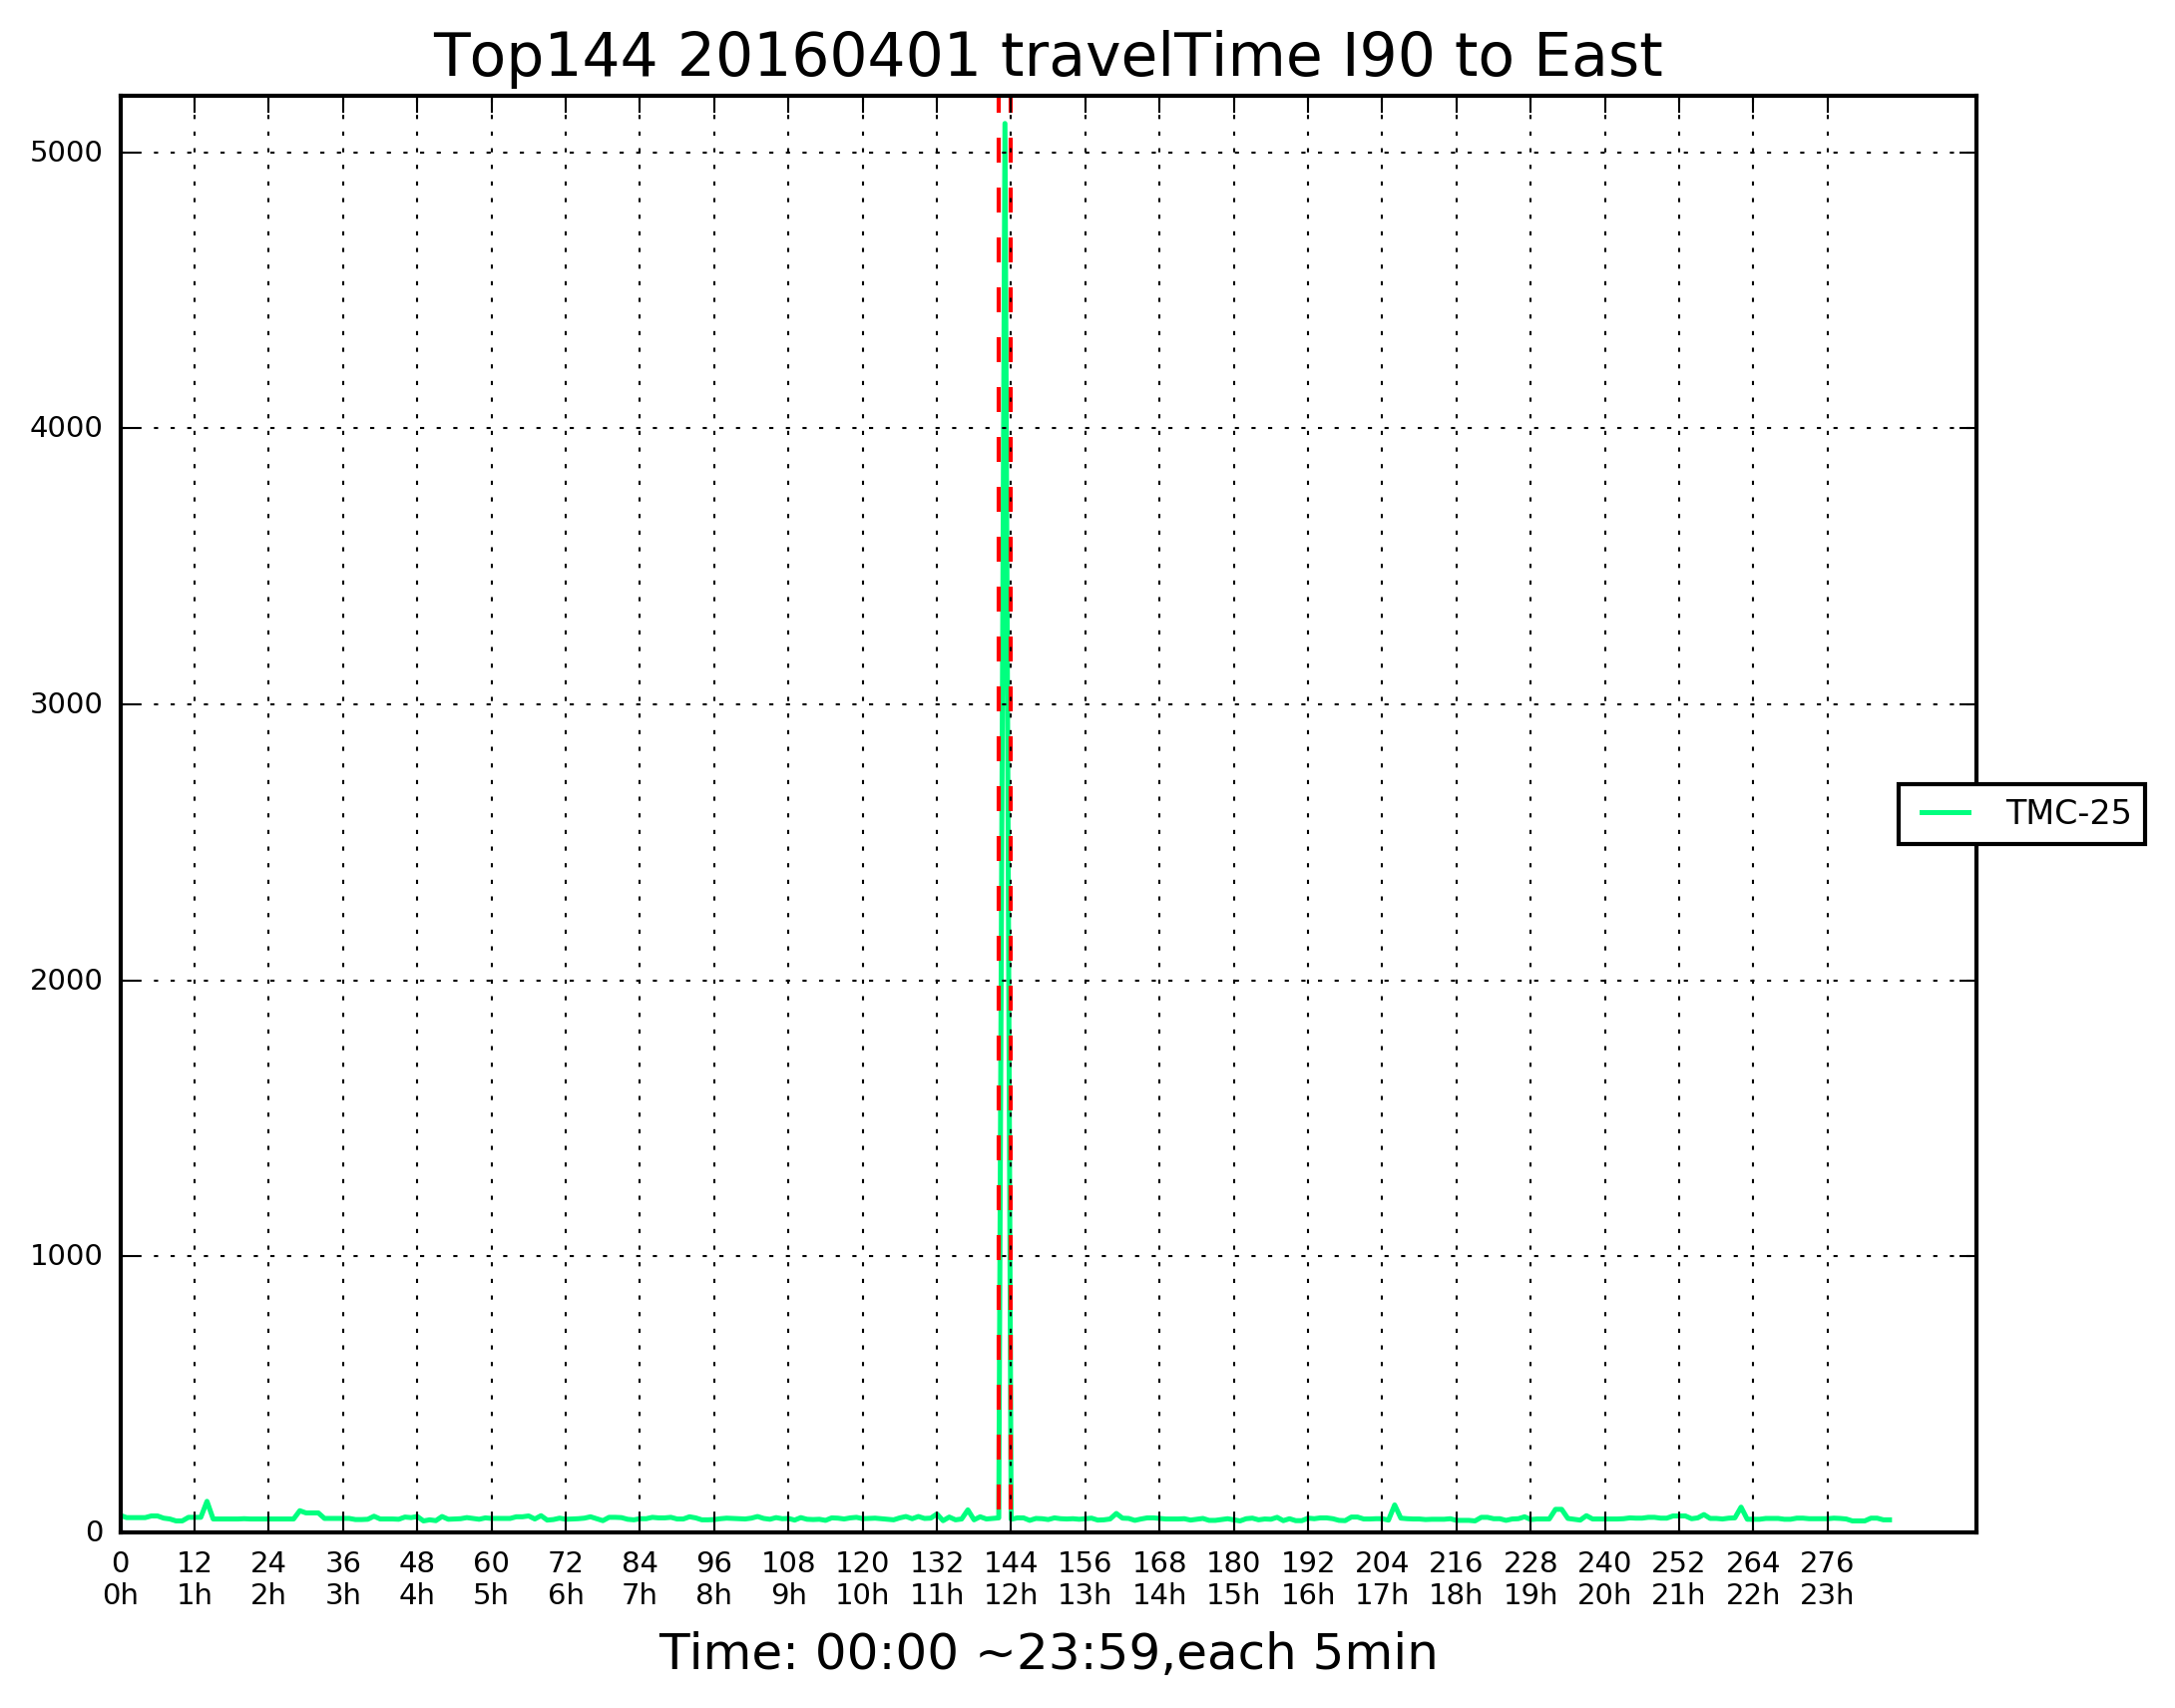 Top144 20160401 travelTime I90 to East
5000
4000
3000
2000
1000
0
TMC-25
0 12 24 36 48 60 72 84 96 108 120 132 144 156 168 180 192 204 216 228 240 252 264 276
0h 1h 2h 3h 4h 5h 6h 7h 8h 9h 10h 11h 12h 13h 14h 15h 16h 17h 18h 19h 20h 21h 22h 23h
Time: 00:00 ~23:59,each 5min